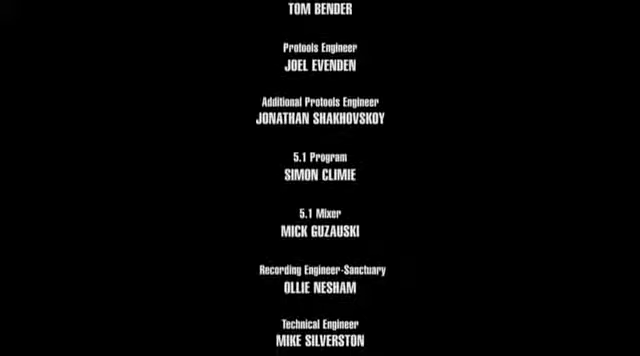 TOM BENDER
Protools Engineer
JOEL EVENDEN
Additional Protools Engineer
JONATHAN SHAKHOVSKOY
5.1 Program
SIMON CLIMIE
5.1 Mixer
MICK GUZAUSKI
Recording Engineer-Sanctuary
OLLIE NESHAM
Technical Engineer
MIKE SILVERSTON